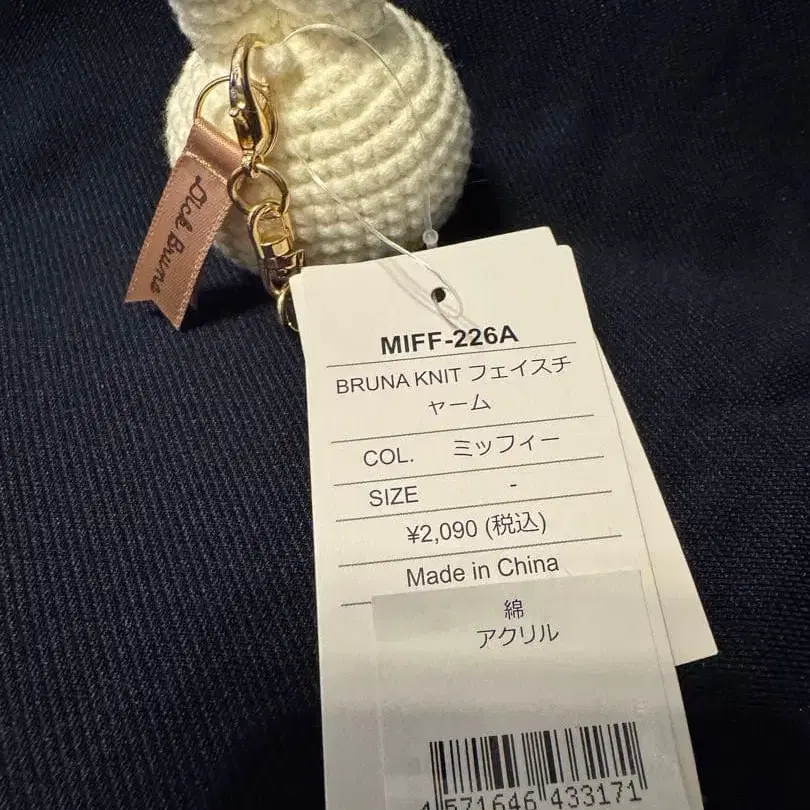 Dick Bruna
MIFF-226A
BRUNA KNIT フェイスチ
ャーム
COL. ミッフィー
SIZE -
¥2,090 (税込)
Made in China
綿
アクリル
4 571646 433171